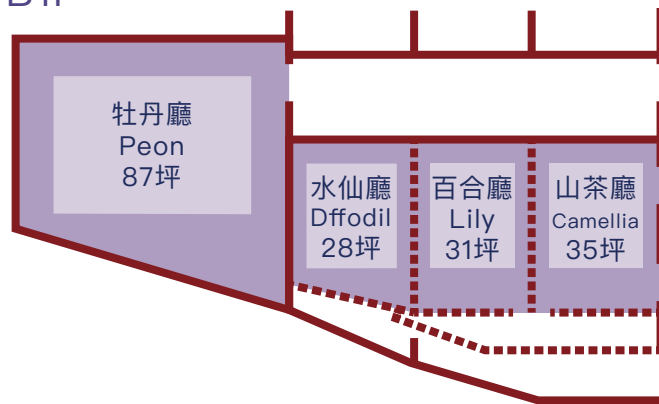 牡丹廳
Peon
87坪
水仙廳
Dffodil
28坪
百合廳
Lily
31坪
山茶廳
Camellia
35坪